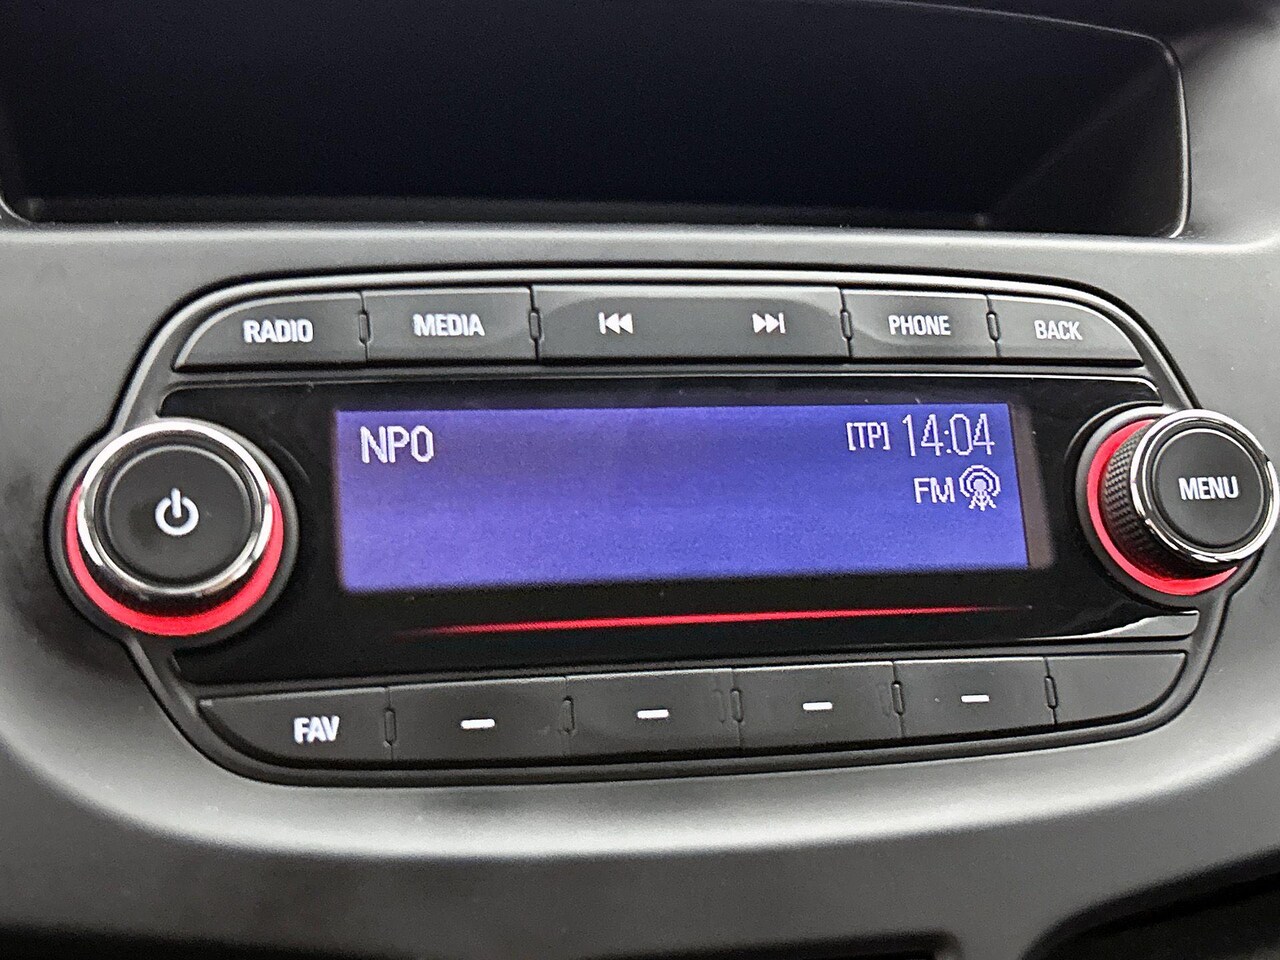 RADIO MEDIA PHONE BACK
NPO [TP] 14:04
FM
MENU
FAV